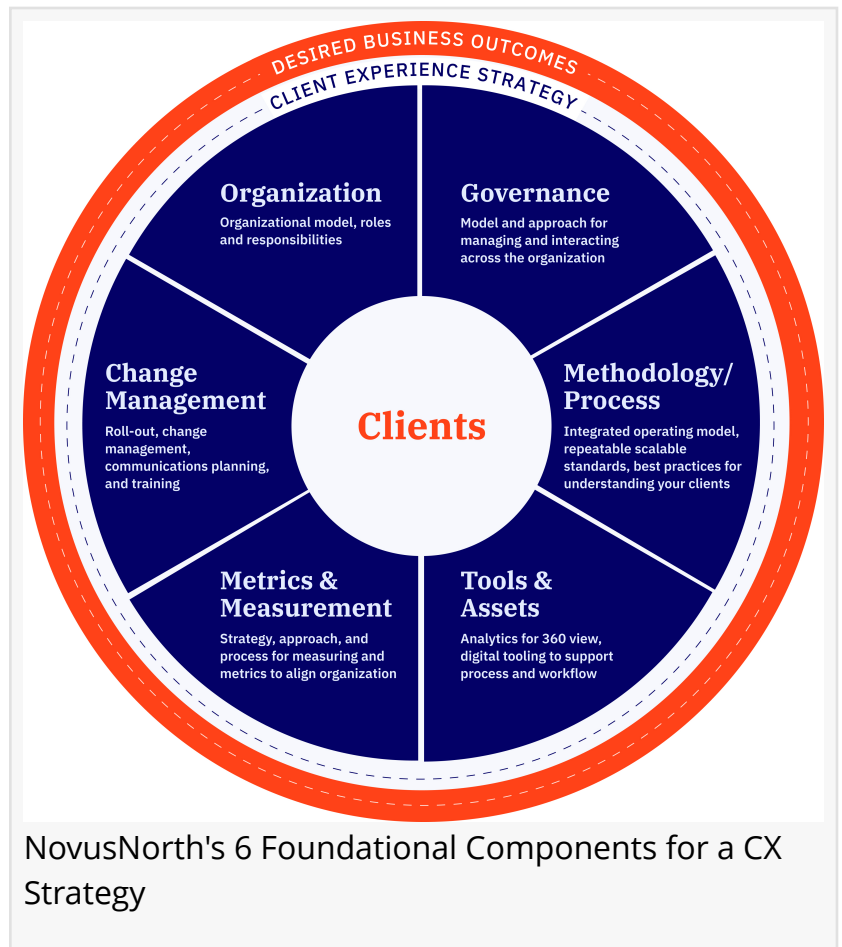 DESIRED BUSINESS OUTCOMES
CLIENT EXPERIENCE STRATEGY
Organization
Organizational model, roles
and responsibilities
Governance
Model and approach for
managing and interacting
across the organization
Change
Management
Roll-out, change
management,
communications planning,
and training
Clients
Methodology/
Process
Integrated operating model,
repeatable scalable
standards, best practices for
understanding your clients
Metrics &
Measurement
Strategy, approach, and
process for measuring and
metrics to align organization
Tools &
Assets
Analytics for 360 view,
digital tooling to support
process and workflow
NovusNorth's 6 Foundational Components for a CX
Strategy